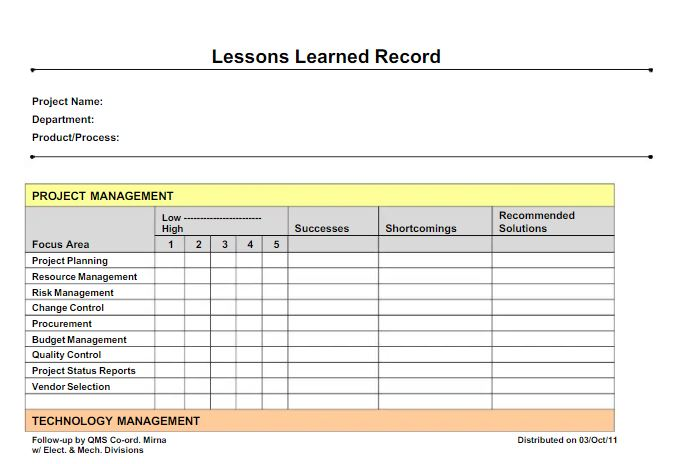 Lessons Learned Record
Project Name:
Department:
Product/Process:
PROJECT MANAGEMENT
Focus Area Low ------------------------ High Successes Shortcomings Recommended Solutions
1 2 3 4 5
Project Planning
Resource Management
Risk Management
Change Control
Procurement
Budget Management
Quality Control
Project Status Reports
Vendor Selection
TECHNOLOGY MANAGEMENT
Follow-up by QMS Co-ord. Mirna Distributed on 03/Oct/11
w/ Elect. & Mech. Divisions